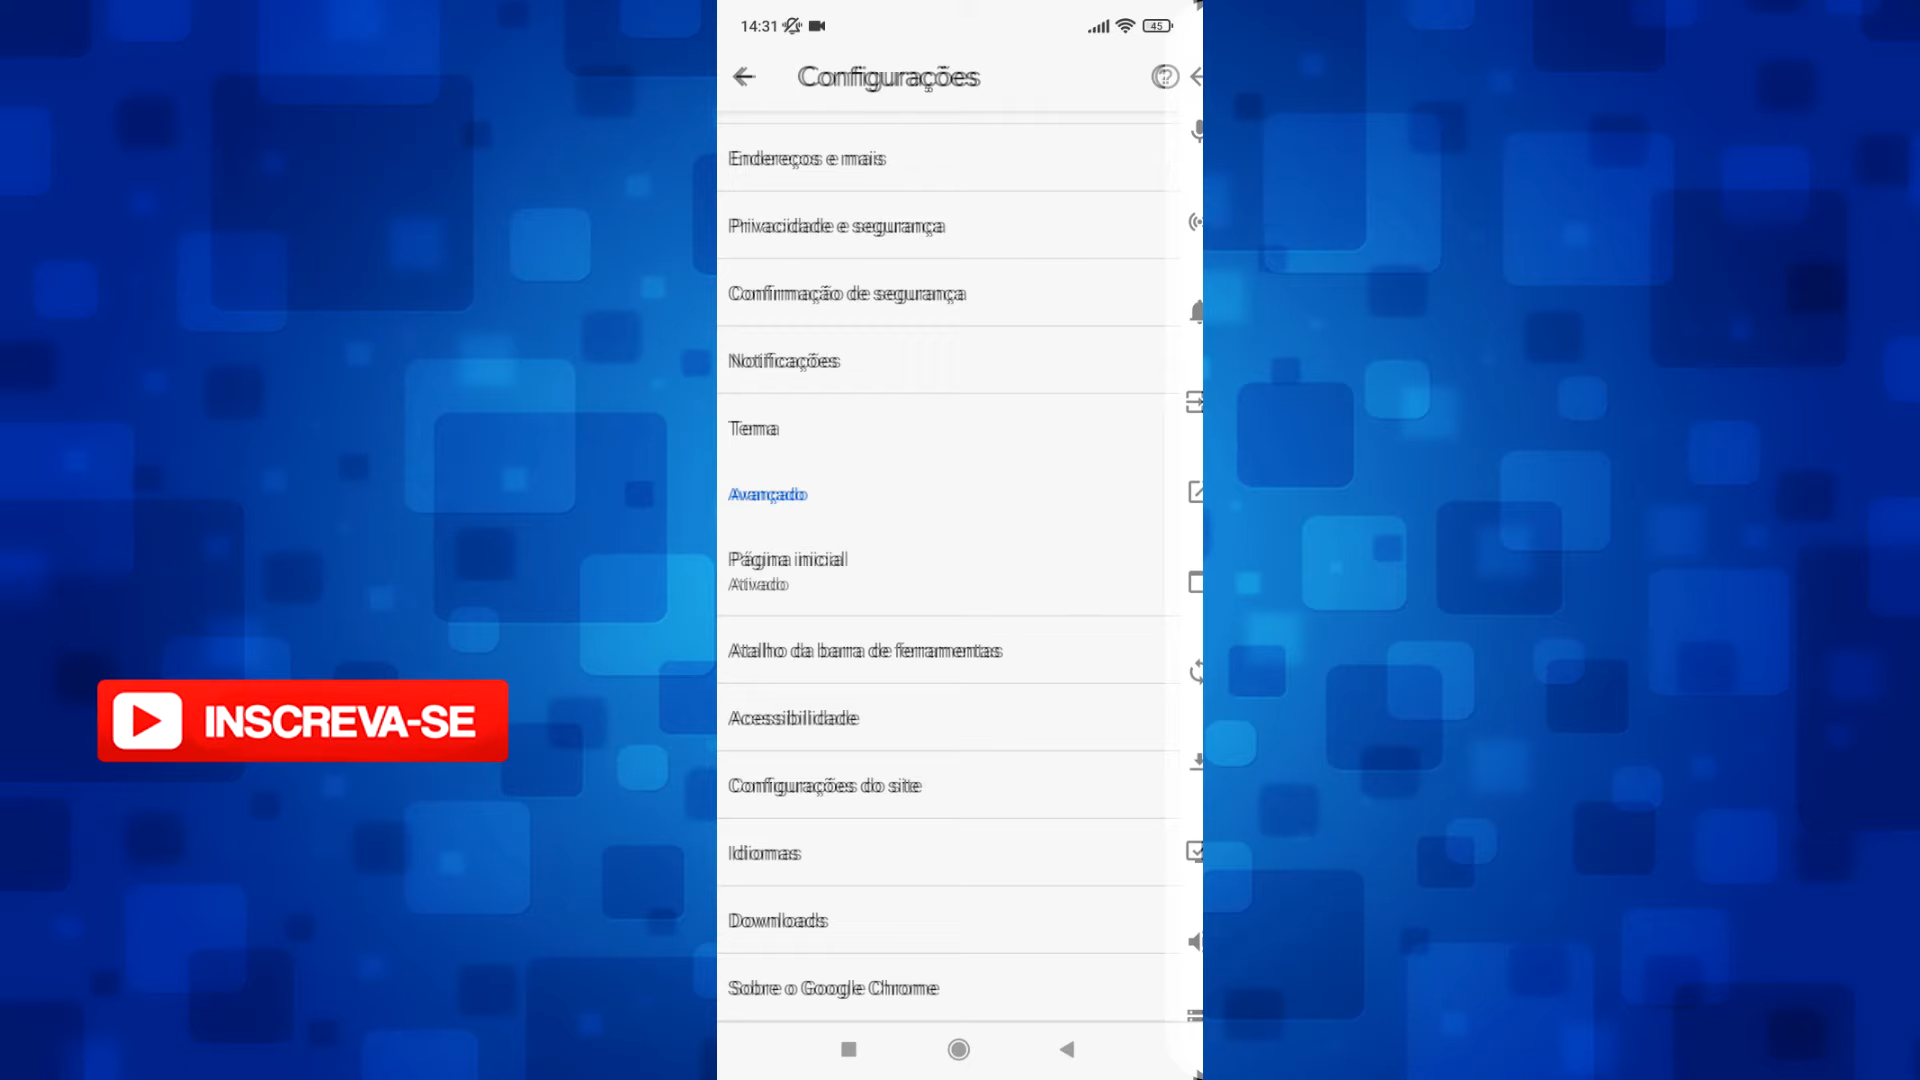 14:31
45
Configurações
Endereços e mais
Privacidade e segurança
Confirmação de segurança
Notificações
Tema
Avançado
Página inicial
Ativado
Atalho da barra de ferramentas
Acessibilidade
INSCREVA-SE
Configurações do site
Idiomas
Downloads
Sobre o Google Chrome